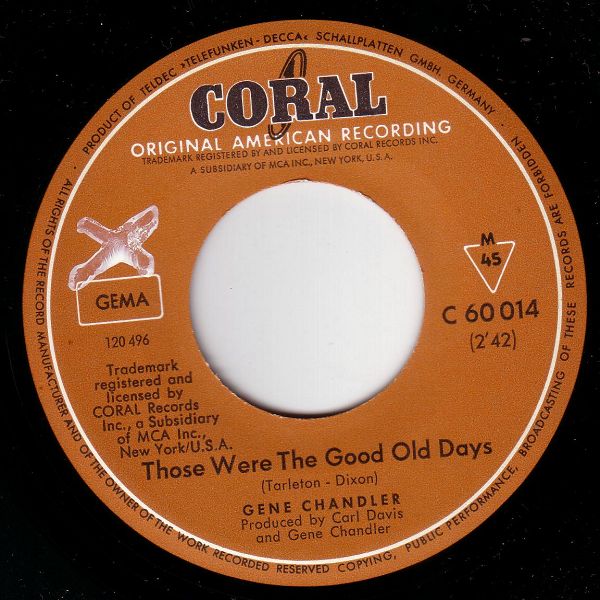 PRODUCT OF TELDEC »TELEFUNKEN - DECCA« SCHALLPLATTEN GMBH. GERMANY ·
CORAL
ORIGINAL AMERICAN RECORDING
TRADEMARK REGISTERED BY AND LICENSED BY CORAL RECORDS INC.
A SUBSIDIARY OF MCA INC., NEW YORK, U.S.A.
GEMA
120 496
M
45
C 60 014
(2'42)
Trademark
registered and
licensed by
CORAL Records
Inc., a Subsidiary
of MCA Inc.,
New York/U.S.A.
Those Were The Good Old Days
(Tarleton - Dixon)
GENE CHANDLER
Produced by Carl Davis
and Gene Chandler
ALL RIGHTS OF THE RECORD MANUFACTURER AND OF THE OWNER OF THE WORK RECORDED RESERVED COPYING, PUBLIC PERFORMANCE, BROADCASTING OF THESE RECORDS ARE FORBIDDEN